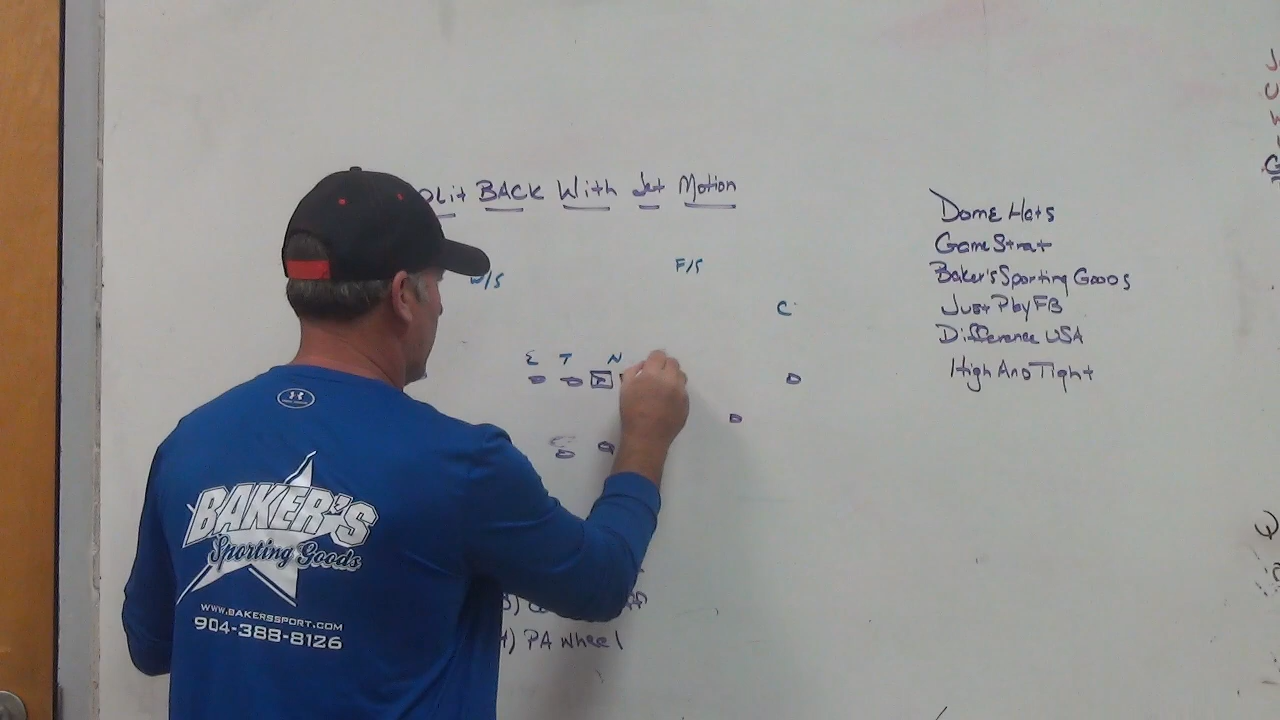 plit BACK With Jet Motion
W/S
F/S
C
E T N
Dome Hats
Game Strat
Baker's Sporting Goods
Just Play FB
Difference USA
High And Tight
4) PA Wheel
BAKER'S
Sporting Goods
WWW.BAKERSSPORT.COM
904-388-8126